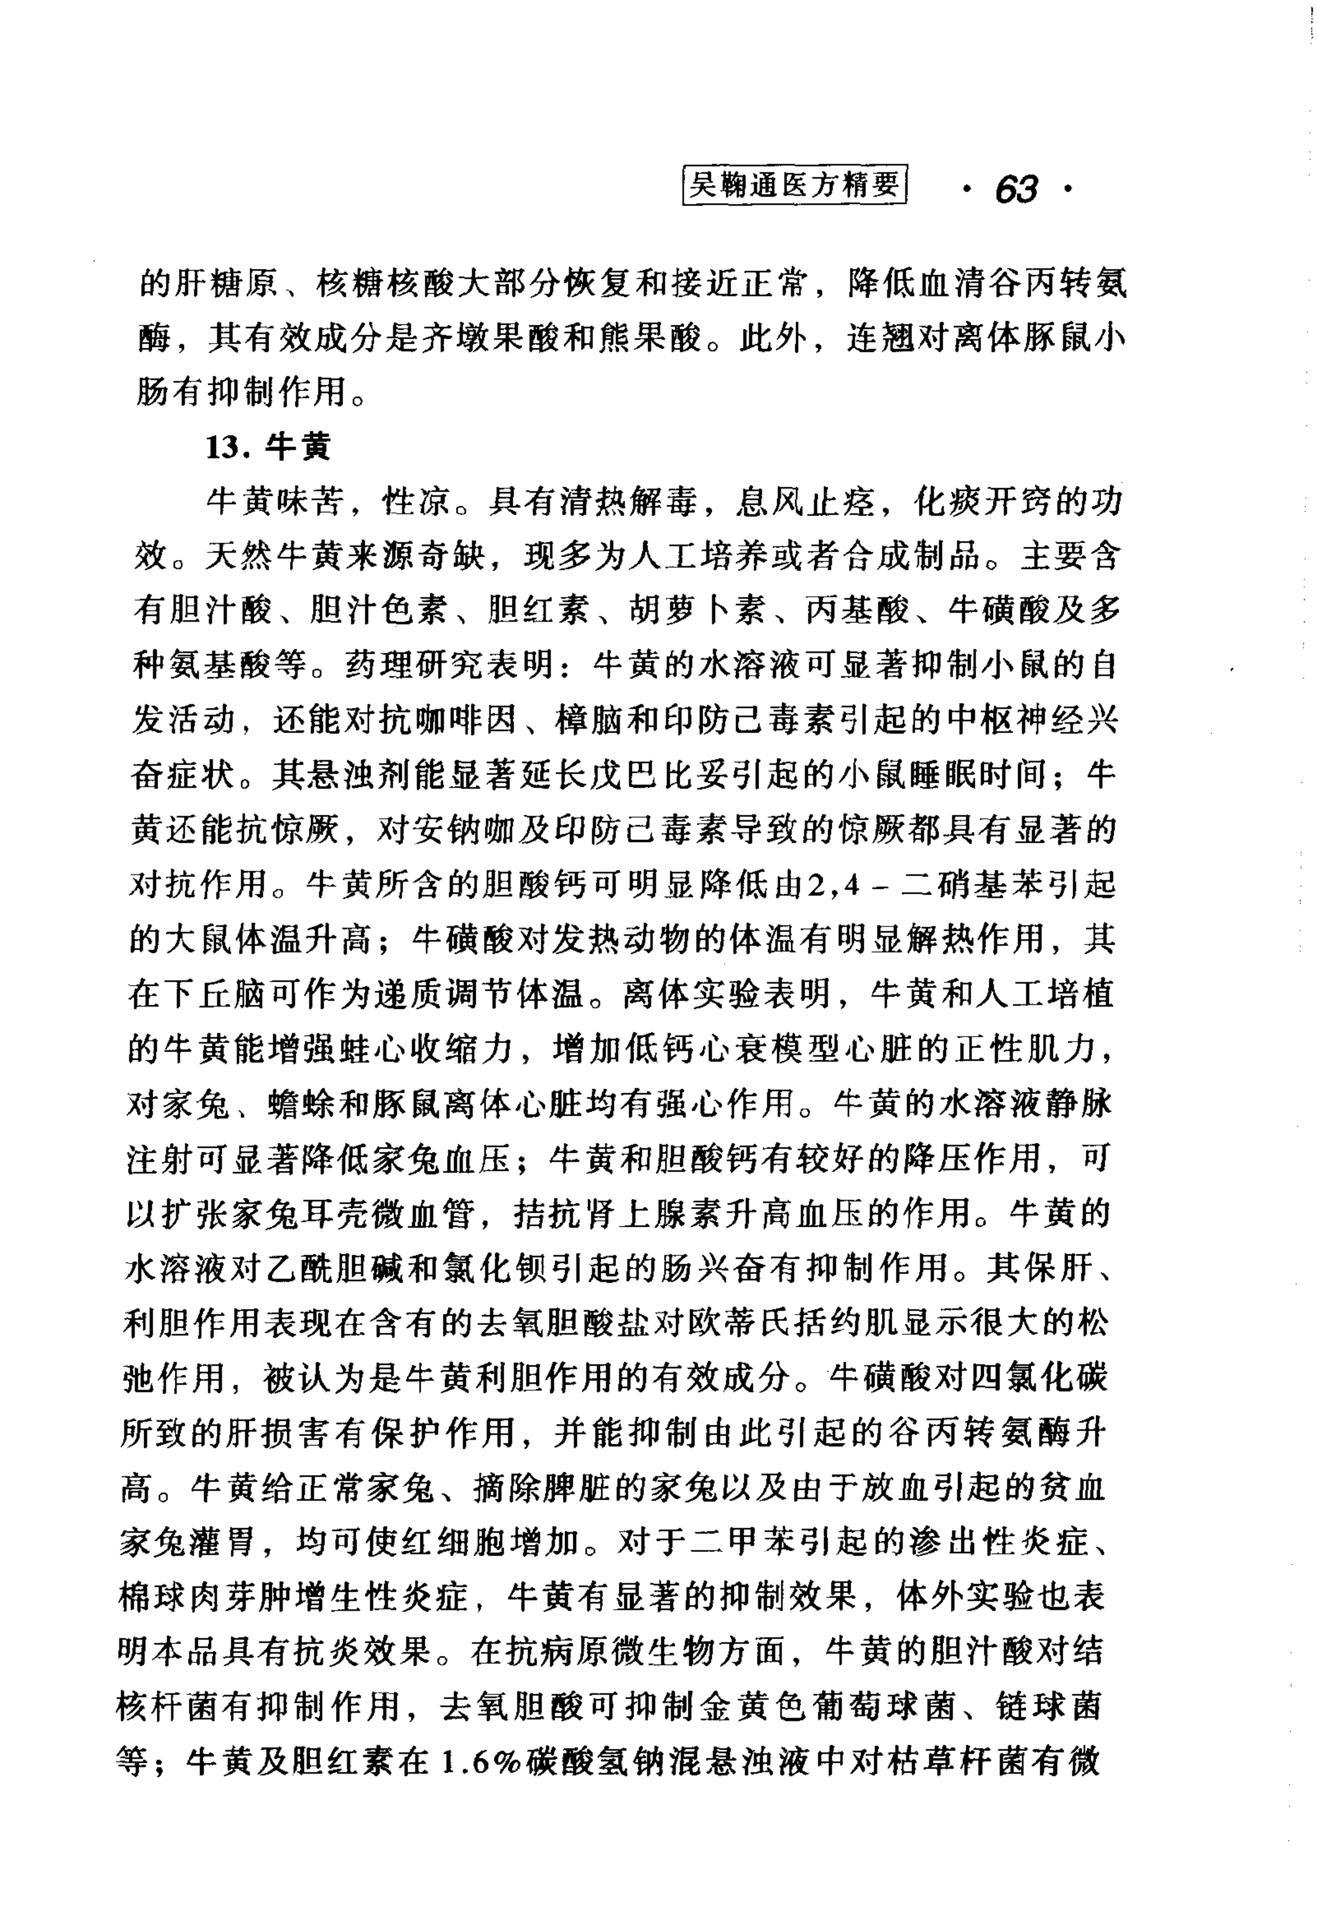 吴鞠通医方精要 · 63 ·
的肝糖原、核糖核酸大部分恢复和接近正常，降低血清谷丙转氨
酶，其有效成分是齐墩果酸和熊果酸。此外，连翘对离体豚鼠小
肠有抑制作用。
13. 牛黄
牛黄味苦，性凉。具有清热解毒，息风止痉，化痰开窍的功
效。天然牛黄来源奇缺，现多为人工培养或者合成制品。主要含
有胆汁酸、胆汁色素、胆红素、胡萝卜素、丙基酸、牛磺酸及多
种氨基酸等。药理研究表明：牛黄的水溶液可显著抑制小鼠的自
发活动，还能对抗咖啡因、樟脑和印防己毒素引起的中枢神经兴
奋症状。其悬浊剂能显著延长戊巴比妥引起的小鼠睡眠时间；牛
黄还能抗惊厥，对安钠咖及印防己毒素导致的惊厥都具有显著的
对抗作用。牛黄所含的胆酸钙可明显降低由2,4－二硝基苯引起
的大鼠体温升高；牛磺酸对发热动物的体温有明显解热作用，其
在下丘脑可作为递质调节体温。离体实验表明，牛黄和人工培植
的牛黄能增强蛙心收缩力，增加低钙心衰模型心脏的正性肌力，
对家兔、蟾蜍和豚鼠离体心脏均有强心作用。牛黄的水溶液静脉
注射可显著降低家兔血压；牛黄和胆酸钙有较好的降压作用，可
以扩张家兔耳壳微血管，拮抗肾上腺素升高血压的作用。牛黄的
水溶液对乙酰胆碱和氯化钡引起的肠兴奋有抑制作用。其保肝、
利胆作用表现在含有的去氧胆酸盐对欧蒂氏括约肌显示很大的松
弛作用，被认为是牛黄利胆作用的有效成分。牛磺酸对四氯化碳
所致的肝损害有保护作用，并能抑制由此引起的谷丙转氨酶升
高。牛黄给正常家兔、摘除脾脏的家兔以及由于放血引起的贫血
家兔灌胃，均可使红细胞增加。对于二甲苯引起的渗出性炎症、
棉球肉芽肿增生性炎症，牛黄有显著的抑制效果，体外实验也表
明本品具有抗炎效果。在抗病原微生物方面，牛黄的胆汁酸对结
核杆菌有抑制作用，去氧胆酸可抑制金黄色葡萄球菌、链球菌
等；牛黄及胆红素在1.6%碳酸氢钠混悬浊液中对枯草杆菌有微